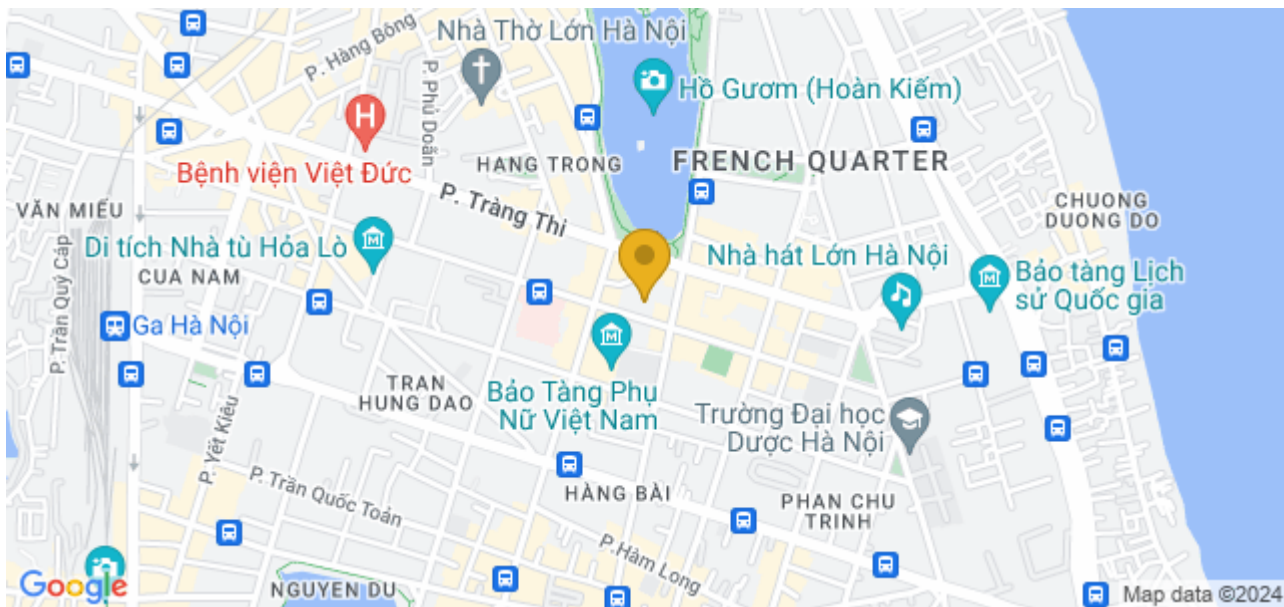 P. Hàng Bông
Nhà Thờ Lớn Hà Nội
P. Phủ Doãn
H
Hồ Gươm (Hoàn Kiếm)
Bệnh viện Việt Đức
HANG TRONG
FRENCH QUARTER
VĂN MIẾU
P. Tràng Thi
CHUONG
DUONG DO
Di tích Nhà tù Hỏa Lò
CUA NAM
P. Trần Quý Cáp
Nhà hát Lớn Hà Nội
Bảo tàng Lịch
sử Quốc gia
Ga Hà Nội
TRAN
HUNG DAO
Bảo Tàng Phụ
Nữ Việt Nam
P. Yết Kiêu
Trường Đại học
Dược Hà Nội
P. Trần Quốc Toản
HÀNG BÀI
PHAN CHU
TRINH
P.Hàm Long
NGUYEN DU
Google
Map data ©2024